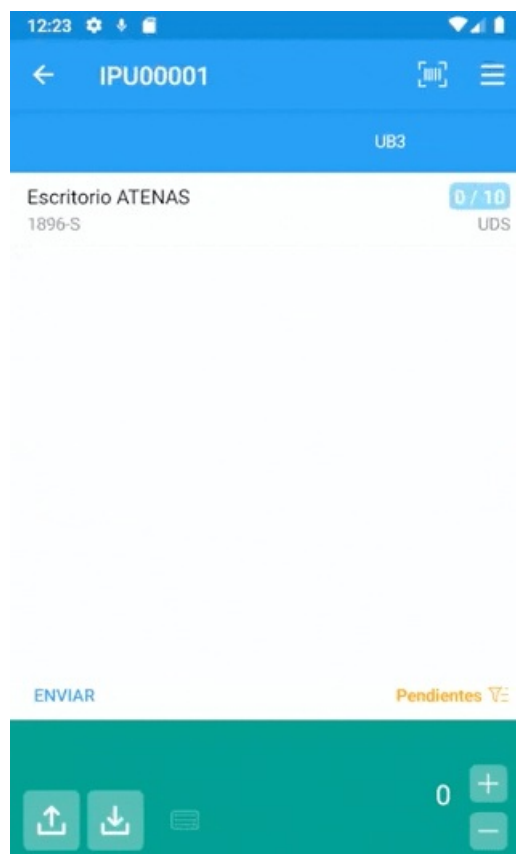 12:23
IPU00001
UB3
Escritorio ATENAS
0 / 10
1896-S
UDS
ENVIAR
Pendientes
0